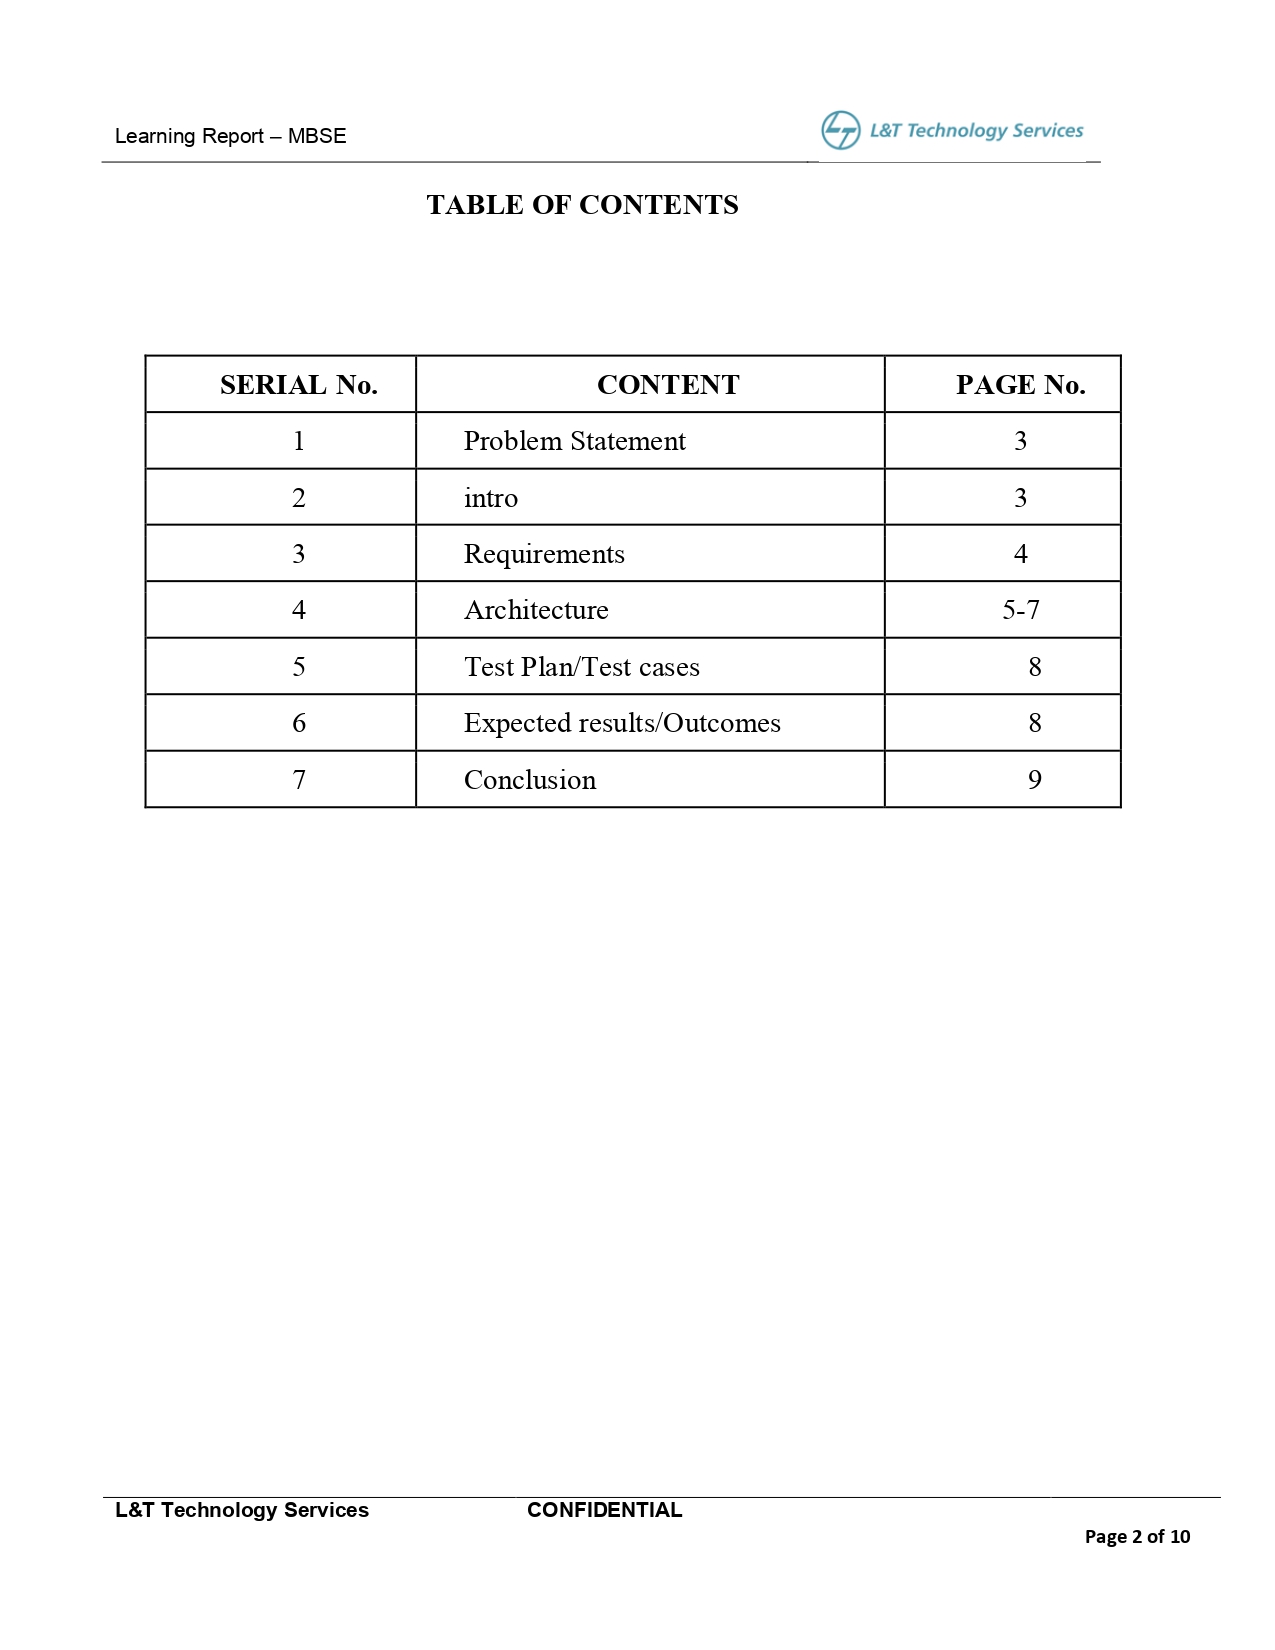 Learning Report – MBSE
L&T Technology Services
TABLE OF CONTENTS
SERIAL No. CONTENT PAGE No.
1 Problem Statement 3
2 intro 3
3 Requirements 4
4 Architecture 5-7
5 Test Plan/Test cases 8
6 Expected results/Outcomes 8
7 Conclusion 9
L&T Technology Services CONFIDENTIAL
Page 2 of 10